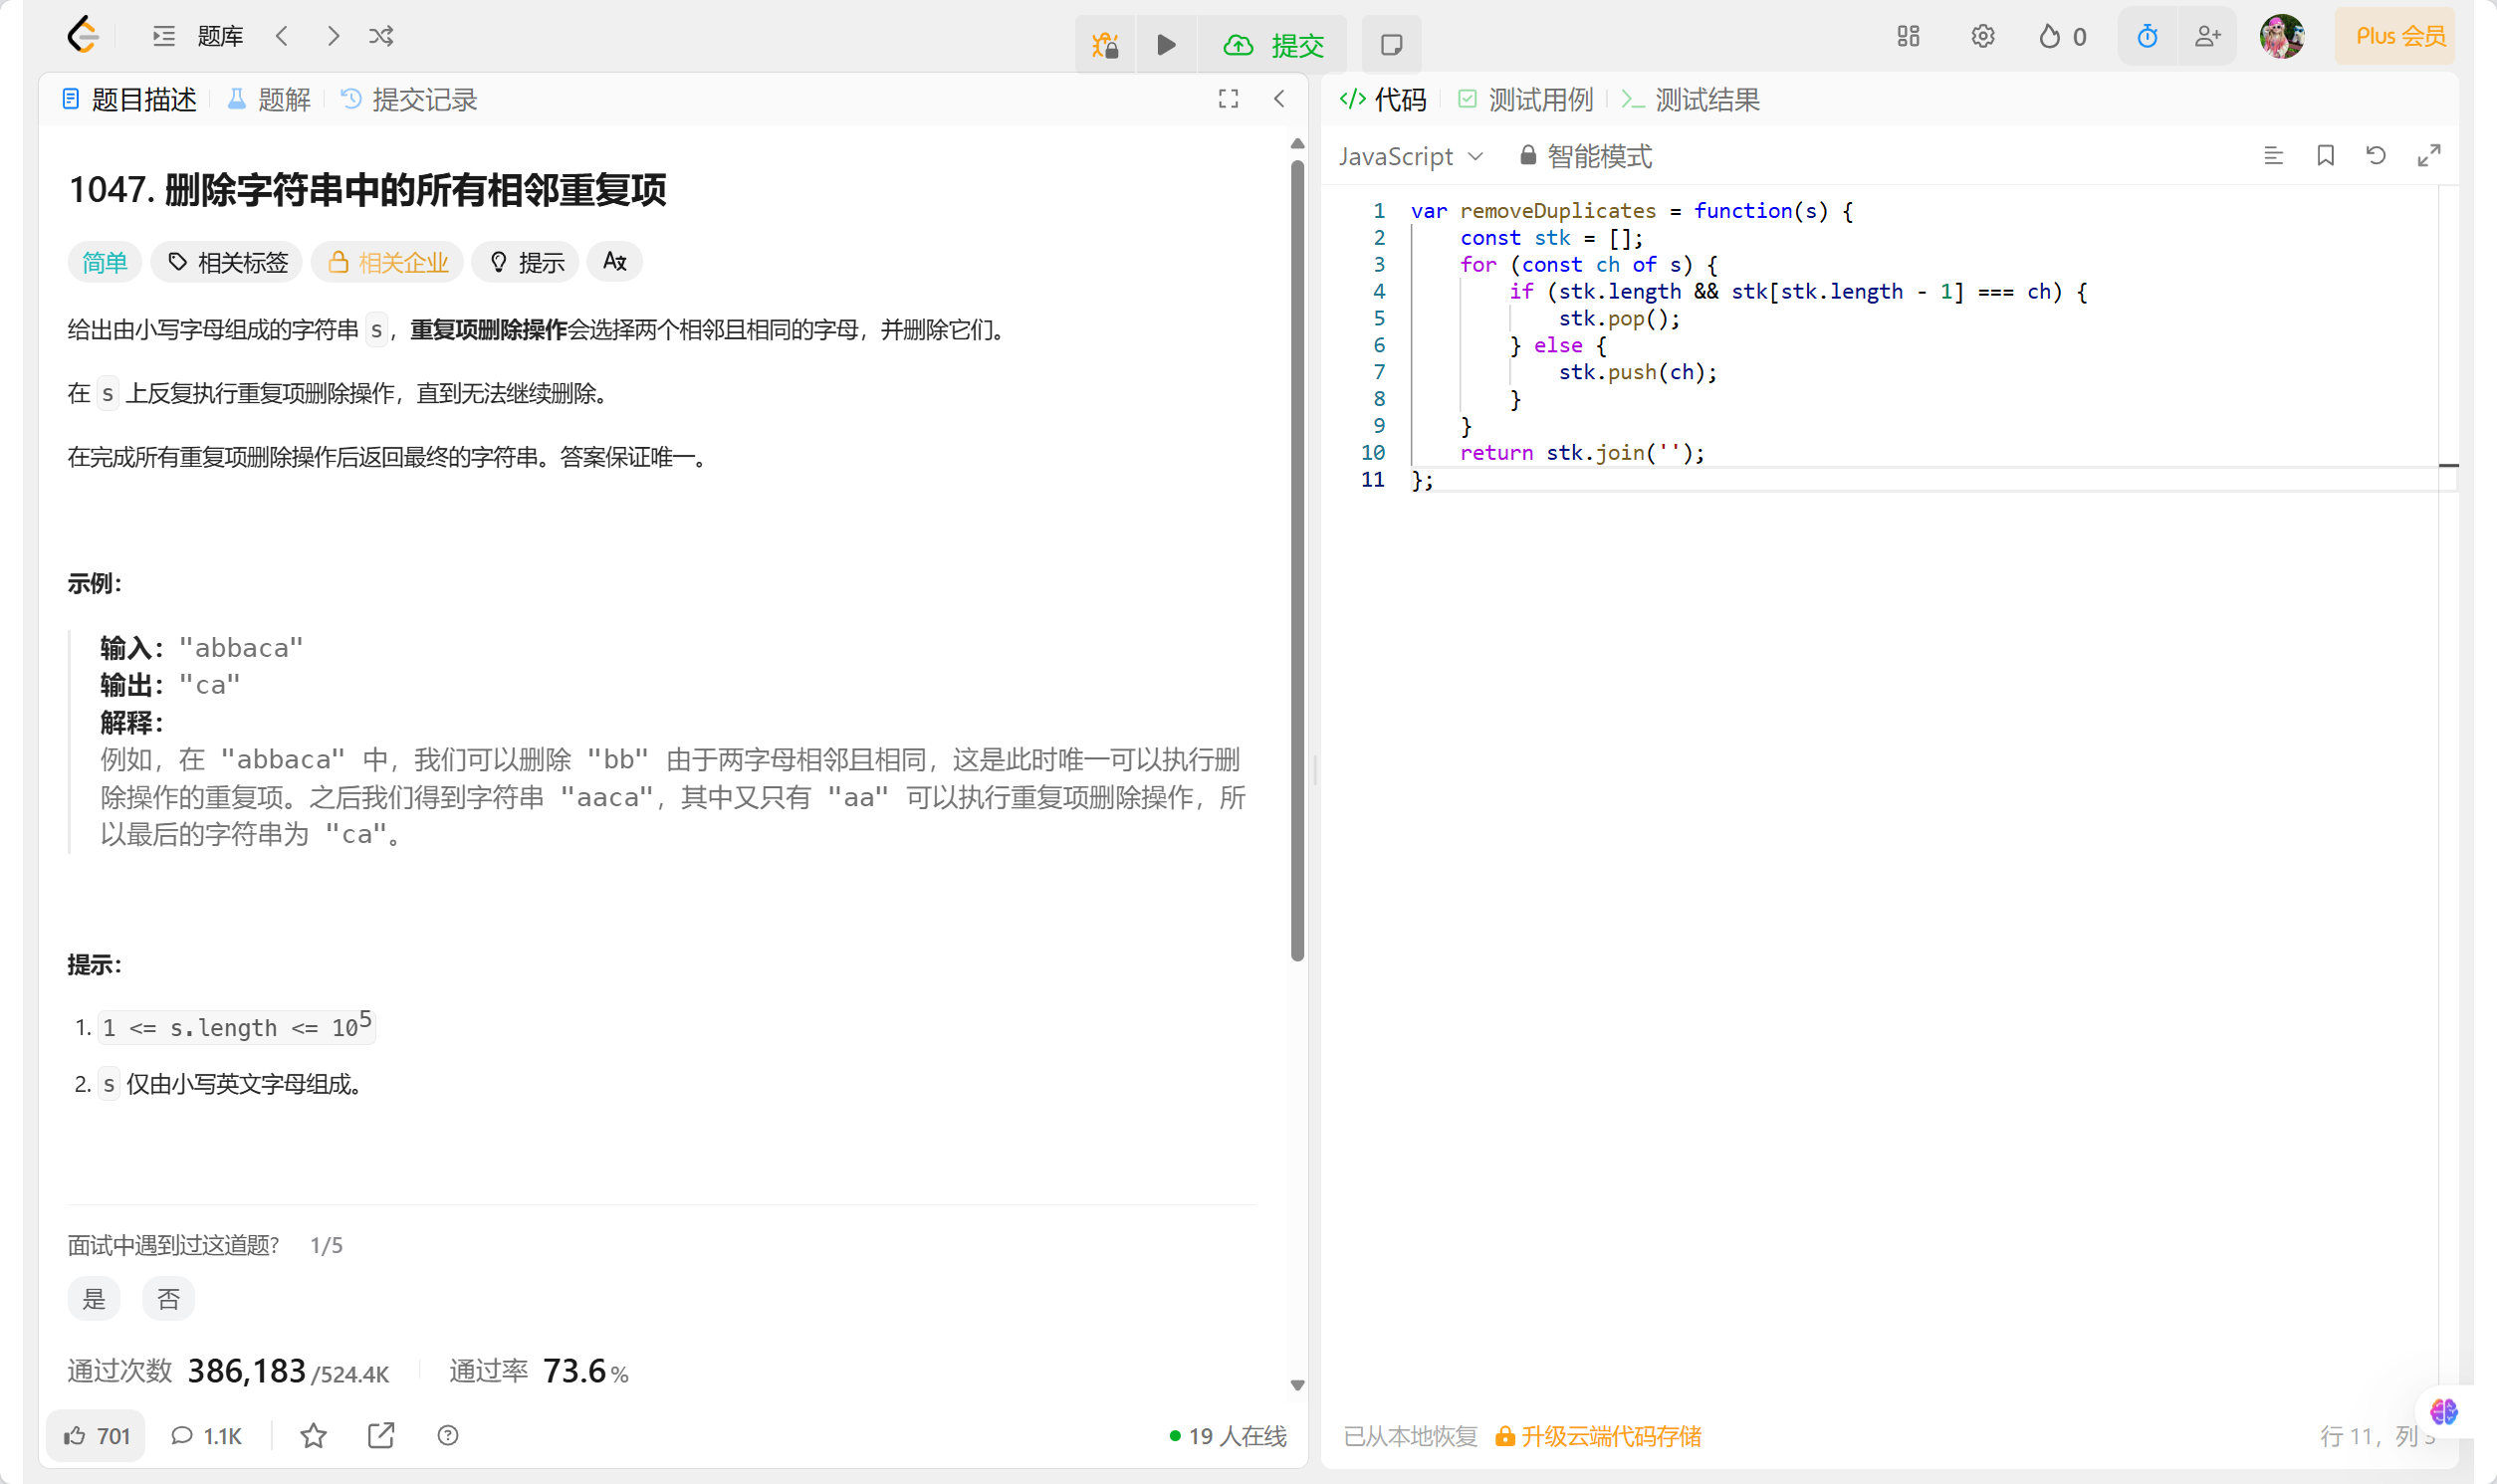 题库
提交
0
Plus 会员
题目描述
题解
提交记录
1047. 删除字符串中的所有相邻重复项
简单
相关标签
相关企业
提示
给出由小写字母组成的字符串 s，重复项删除操作会选择两个相邻且相同的字母，并删除它们。
在 s 上反复执行重复项删除操作，直到无法继续删除。
在完成所有重复项删除操作后返回最终的字符串。答案保证唯一。
示例：
输入："abbaca"
输出："ca"
解释：
例如，在 "abbaca" 中，我们可以删除 "bb" 由于两字母相邻且相同，这是此时唯一可以执行删
除操作的重复项。之后我们得到字符串 "aaca"，其中又只有 "aa" 可以执行重复项删除操作，所
以最后的字符串为 "ca"。
提示：
1. 1 <= s.length <= 10⁵
2. s 仅由小写英文字母组成。
面试中遇到过这道题? 1/5
是
否
通过次数 386,183/524.4K
通过率 73.6%
701
1.1K
19 人在线
代码
测试用例
测试结果
JavaScript
智能模式
1 var removeDuplicates = function(s) {
2     const stk = [];
3     for (const ch of s) {
4         if (stk.length && stk[stk.length - 1] === ch) {
5             stk.pop();
6         } else {
7             stk.push(ch);
8         }
9     }
10     return stk.join('');
11 };
已从本地恢复
升级云端代码存储
行 11，列 3